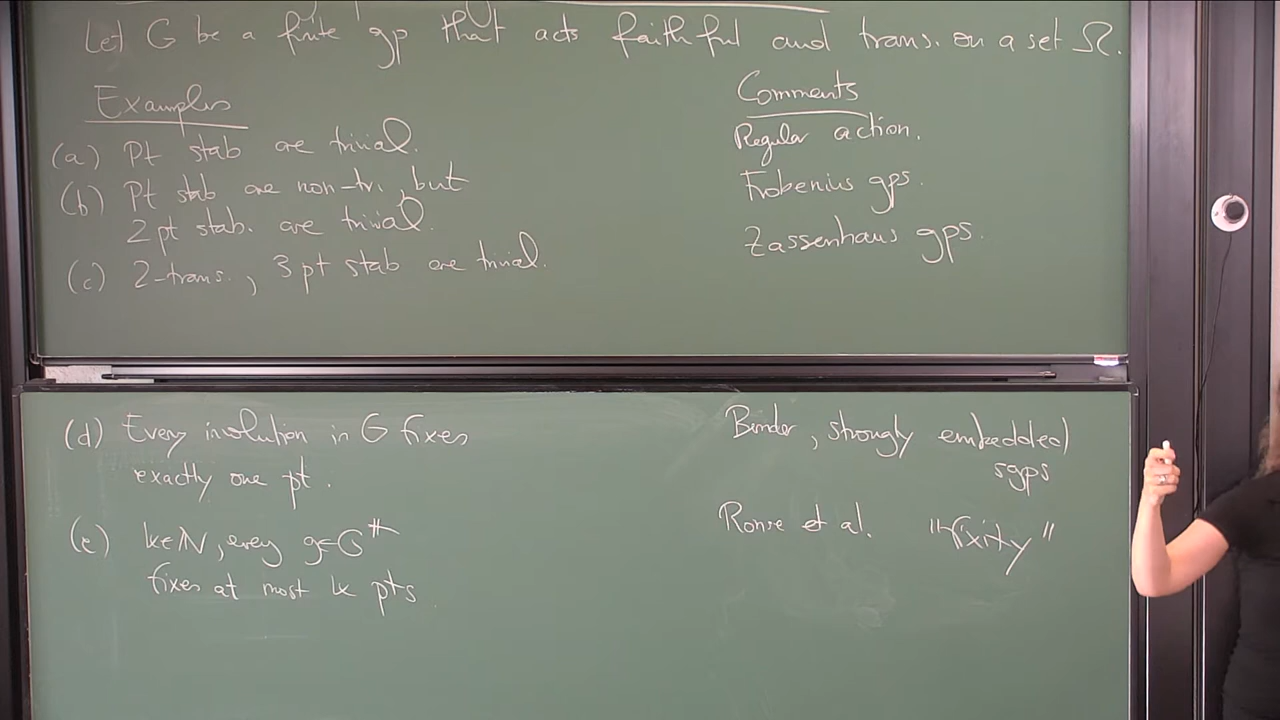 Let G be a finite gp that acts faithful and trans. on a set Ω.
Examples
Comments
(a) Pt stab are trivial.
Regular action.
(b) Pt stab are non-tri., but
2 pt stab. are trivial.
Frobenius gps.
(c) 2-trans., 3 pt stab are trivial.
Zassenhaus gps.
(d) Every involution in G fixes
exactly one pt.
Bender, strongly embedded
sgps
(e) k∈ℕ, every g∈G^#
fixes at most k pts.
Ronse et al. "fixity"